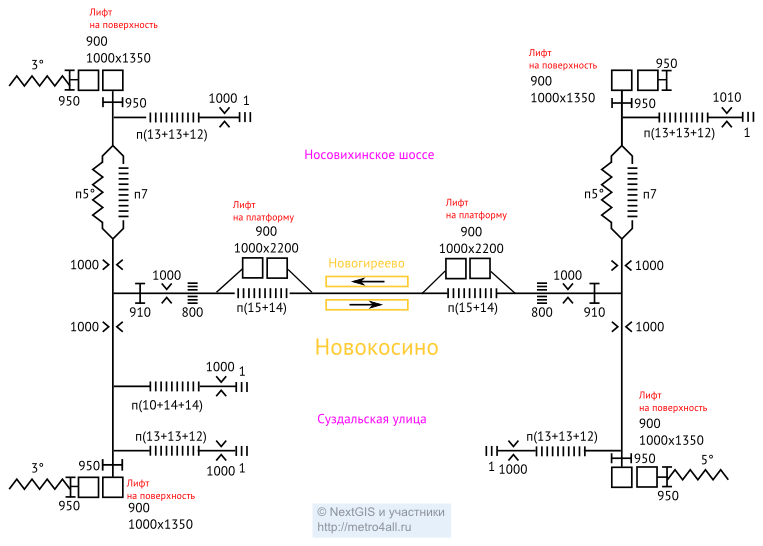 Лифт
на поверхность
900
1000x1350
3°
950
950
1000
1
п(13+13+12)
Лифт
на поверхность
900
1000x1350
950
950
1010
п(13+13+12)
1
Носовихинское шоссе
п5°
п7
п5°
п7
Лифт
на платформу
900
1000x2200
Лифт
на платформу
900
1000x2200
Новогиреево
1000
1000
1000
1000
910
800
п(15+14)
п(15+14)
800
910
1000
1000
Новокосино
1000
1
п(10+14+14)
Суздальская улица
Лифт
на поверхность
900
1000x1350
п(13+13+12)
1000
1
950
3°
950
Лифт
на поверхность
900
1000x1350
п(13+13+12)
1
1000
950
5°
950
© NextGIS и участники
http://metro4all.ru